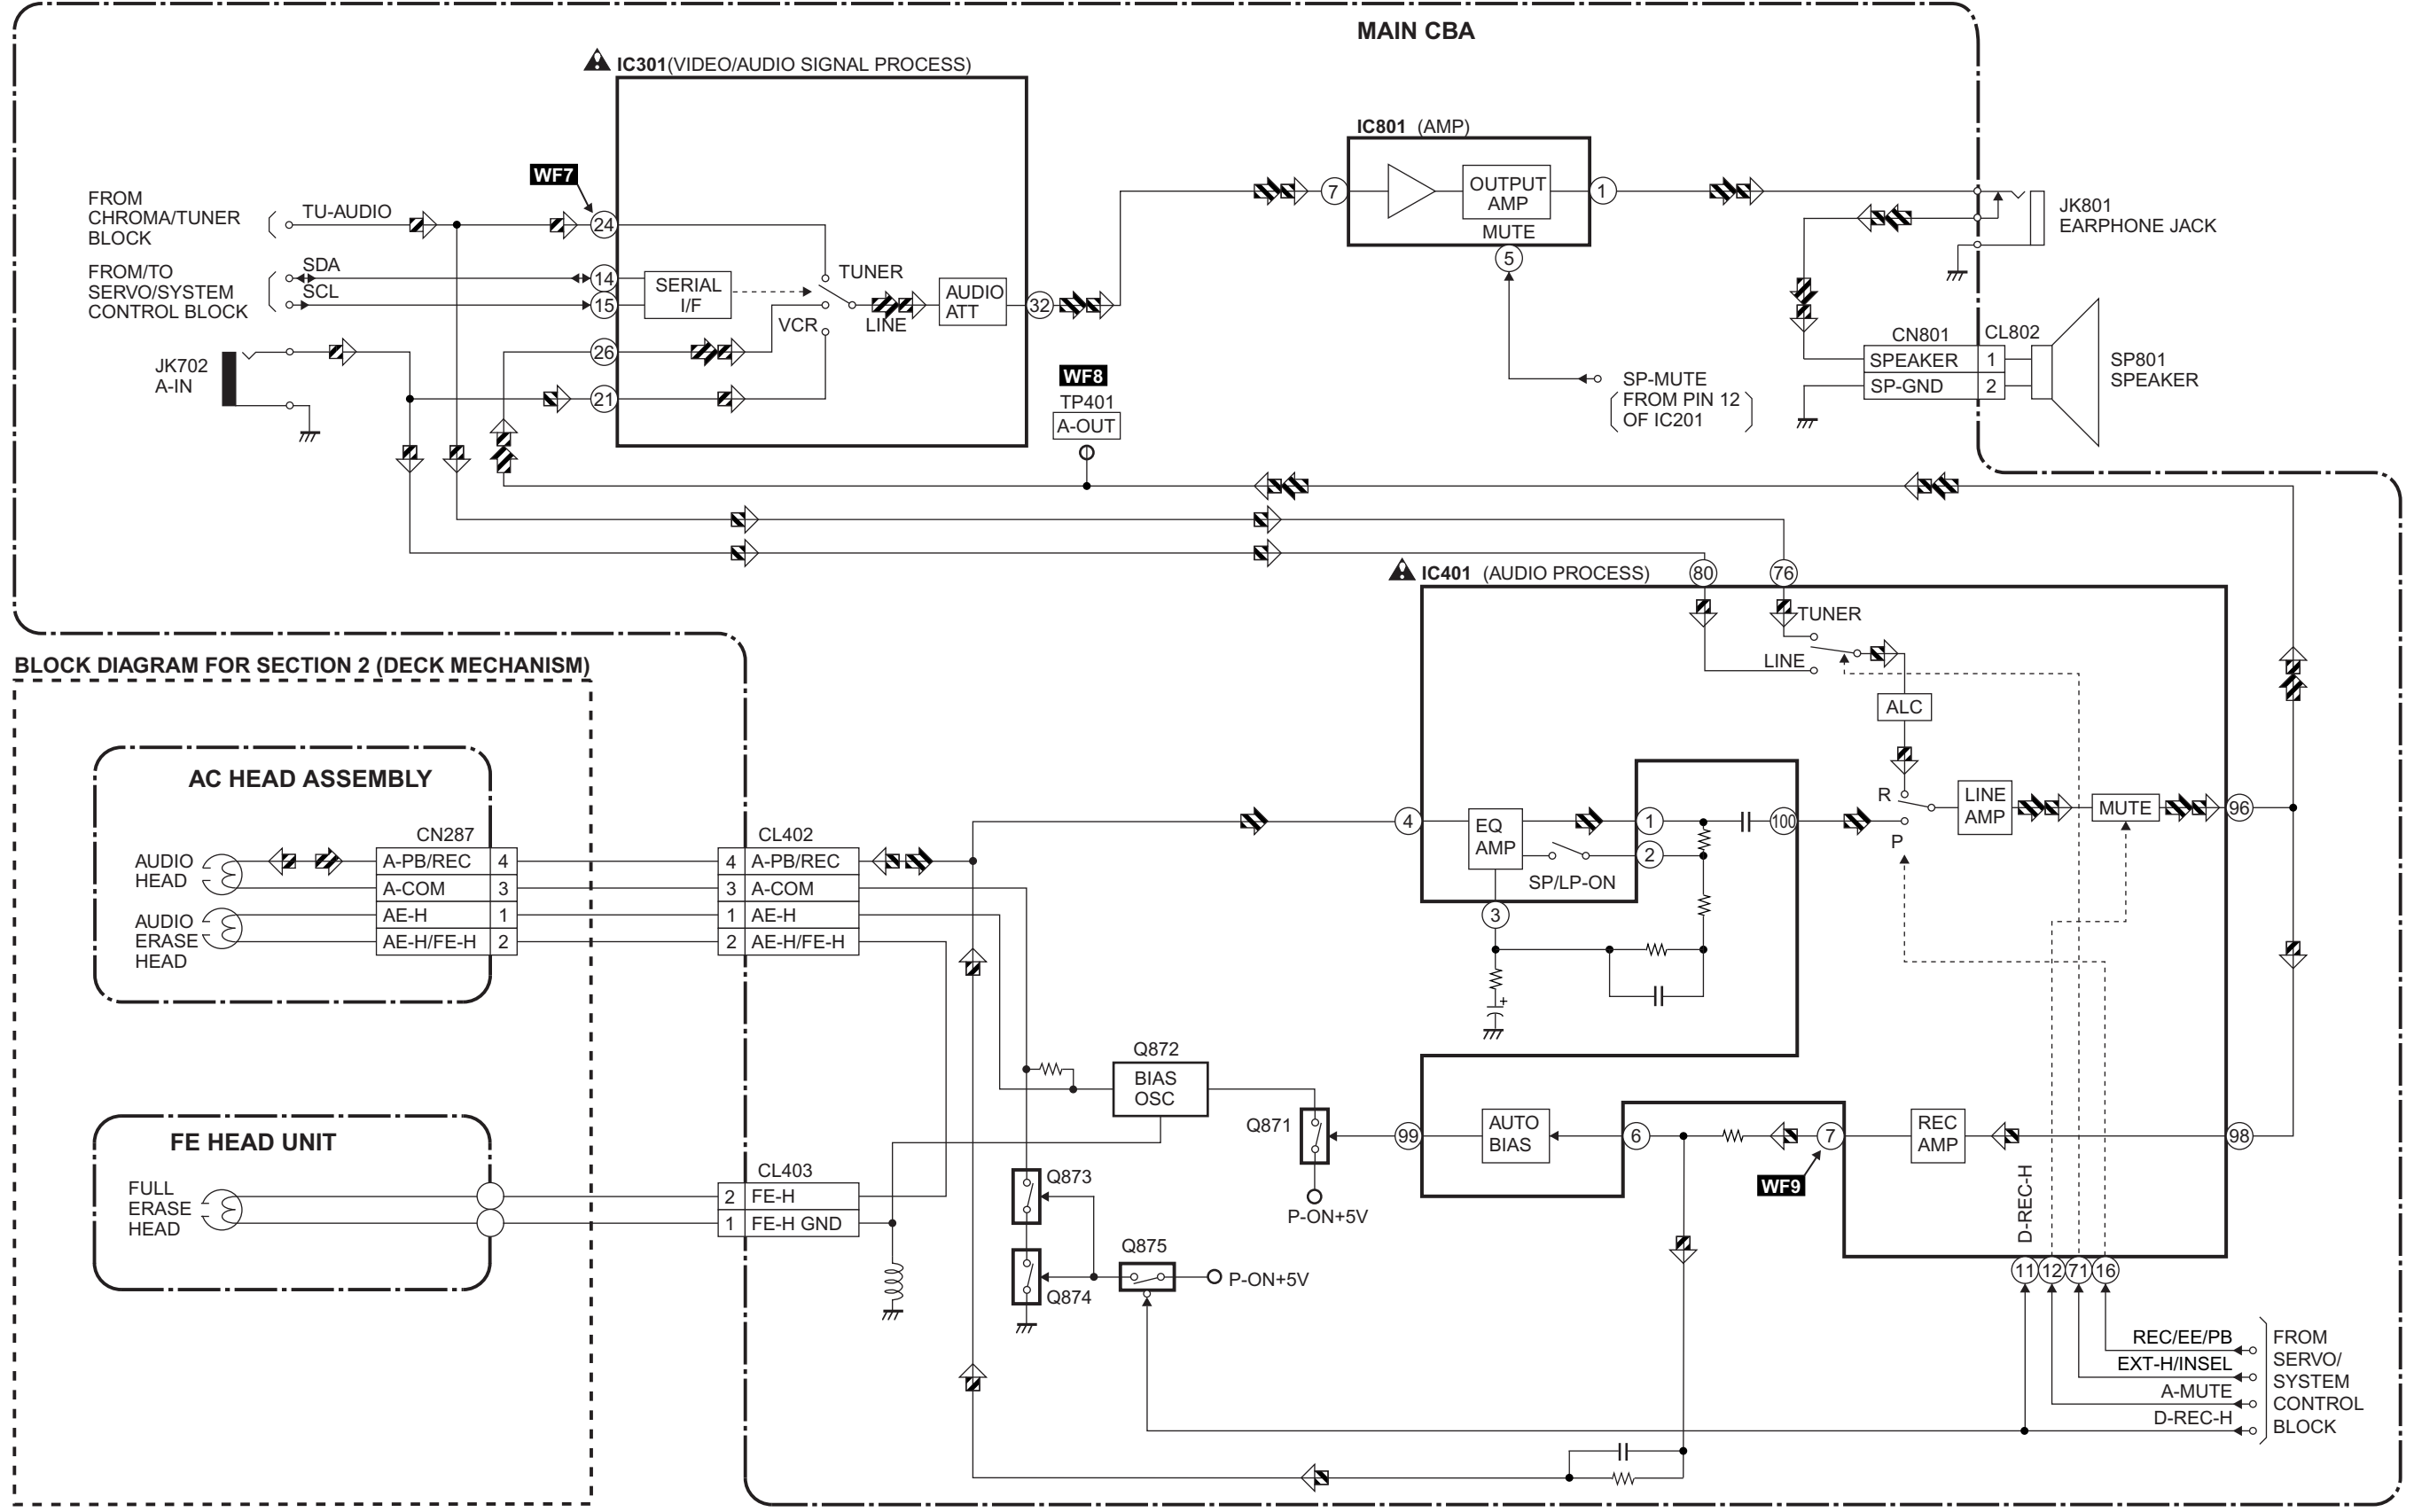 MAIN CBA
IC301(VIDEO/AUDIO SIGNAL PROCESS)
WF7
FROM
CHROMA/TUNER
BLOCK
TU-AUDIO
24
FROM/TO
SERVO/SYSTEM
CONTROL BLOCK
SDA
SCL
14
15
SERIAL
I/F
TUNER
VCR
LINE
AUDIO
ATT
32
JK702
A-IN
26
21
WF8
TP401
A-OUT
IC801 (AMP)
7
OUTPUT
AMP
1
MUTE
5
SP-MUTE
FROM PIN 12
OF IC201
JK801
EARPHONE JACK
CN801
CL802
SPEAKER 1
SP-GND 2
SP801
SPEAKER
IC401 (AUDIO PROCESS)
80
76
TUNER
LINE
ALC
R
P
LINE
AMP
MUTE
96
4
EQ
AMP
1
100
2
SP/LP-ON
3
+
BLOCK DIAGRAM FOR SECTION 2 (DECK MECHANISM)
AC HEAD ASSEMBLY
CN287
AUDIO
HEAD
A-PB/REC 4
A-COM 3
AUDIO
ERASE
HEAD
AE-H 1
AE-H/FE-H 2
CL402
4 A-PB/REC
3 A-COM
1 AE-H
2 AE-H/FE-H
FE HEAD UNIT
FULL
ERASE
HEAD
CL403
2 FE-H
1 FE-H GND
Q872
BIAS
OSC
Q871
P-ON+5V
99
AUTO
BIAS
6
7
WF9
REC
AMP
98
D-REC-H
Q873
Q874
Q875
P-ON+5V
11
12
71
16
REC/EE/PB
EXT-H/INSEL
A-MUTE
D-REC-H
FROM
SERVO/
SYSTEM
CONTROL
BLOCK